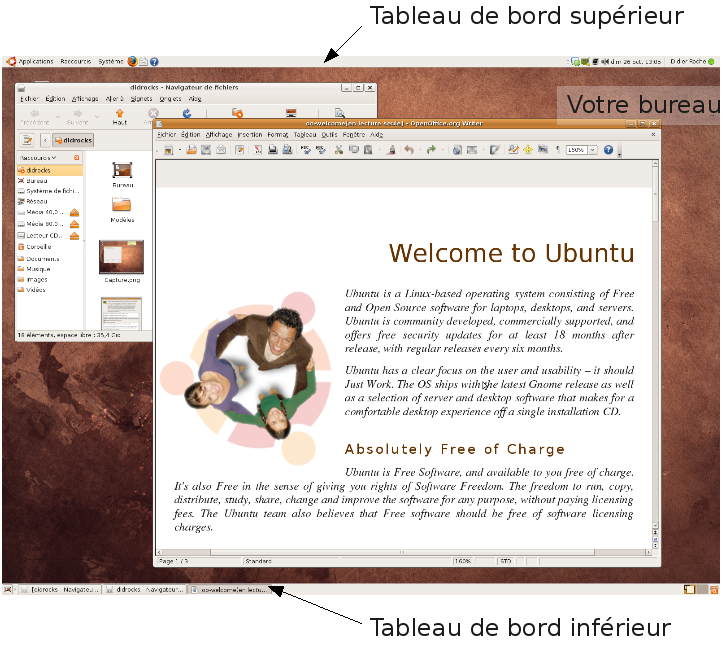 Tableau de bord supérieur
Applications Raccourcis Système
dim 26 oct, 13:06 Didier Roche
didrocks - Navigateur de fichiers
Fichier Édition Affichage Aller à Signets Onglets Aide
Précédent Suivant Haut
Votre bureau
oo-welcome(en lecture seule) - OpenOffice.org Writer
Fichier Édition Affichage Insertion Format Tableau Outils Fenêtre Aide
150%
didrocks
Raccourcis
didrocks
Bureau
Système de fichi...
Réseau
Média 40,0...
Média 80,0...
Lecteur CD...
Corbeille
Documents
Musique
Images
Vidéos
Bureau
Modèles
Capture.png
18 éléments, espace libre : 35,4 Gio
Welcome to Ubuntu
Ubuntu is a Linux-based operating system consisting of Free
and Open Source software for laptops, desktops, and servers.
Ubuntu is community developed, commercially supported, and
offers free security updates for at least 18 months after
release, with regular releases every six months.
Ubuntu has a clear focus on the user and usability – it should
Just Work. The OS ships with the latest Gnome release as well
as a selection of server and desktop software that makes for a
comfortable desktop experience off a single installation CD.
Absolutely Free of Charge
Ubuntu is Free Software, and available to you free of charge.
It's also Free in the sense of giving you rights of Software Freedom. The freedom to run, copy,
distribute, study, share, change and improve the software for any purpose, without paying licensing
fees. The Ubuntu team also believes that Free software should be free of software licensing
charges.
Page 1 / 3 Standard 160% STD
[didrocks - Navigateu... didrocks - Navigateur... oo-welcome(en lectu...
Tableau de bord inférieur